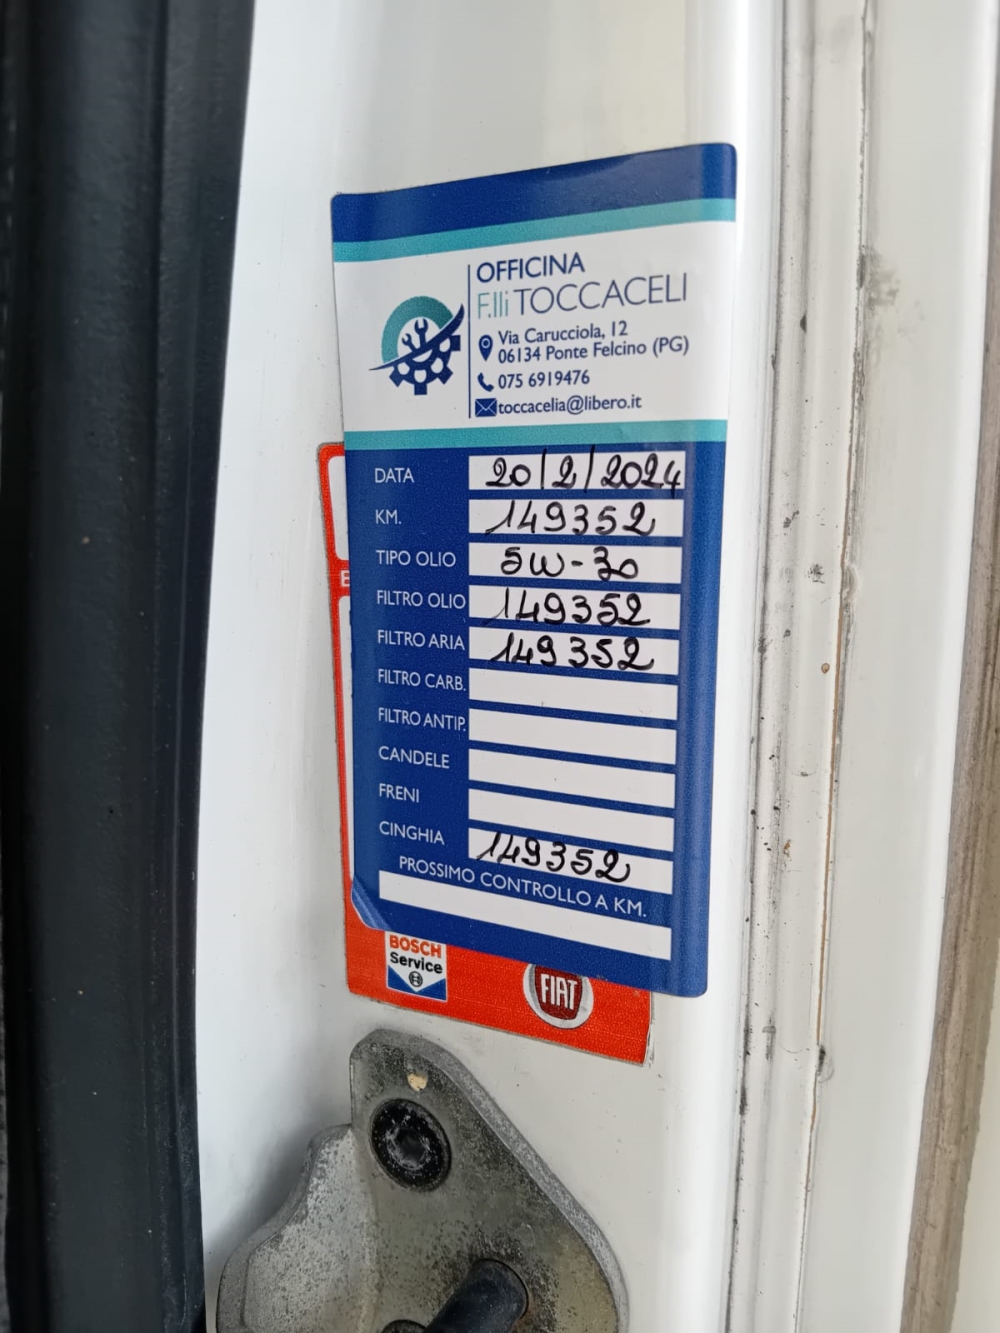 OFFICINA
F.lli TOCCACELI
Via Carucciola, 12
06134 Ponte Felcino (PG)
075 6919476
toccacelia@libero.it
DATA 20/2/2024
KM. 149352
TIPO OLIO 5W-30
FILTRO OLIO 149352
FILTRO ARIA 149352
FILTRO CARB.
FILTRO ANTIP.
CANDELE
FRENI
CINGHIA 149352
PROSSIMO CONTROLLO A KM.
BOSCH
Service
FIAT